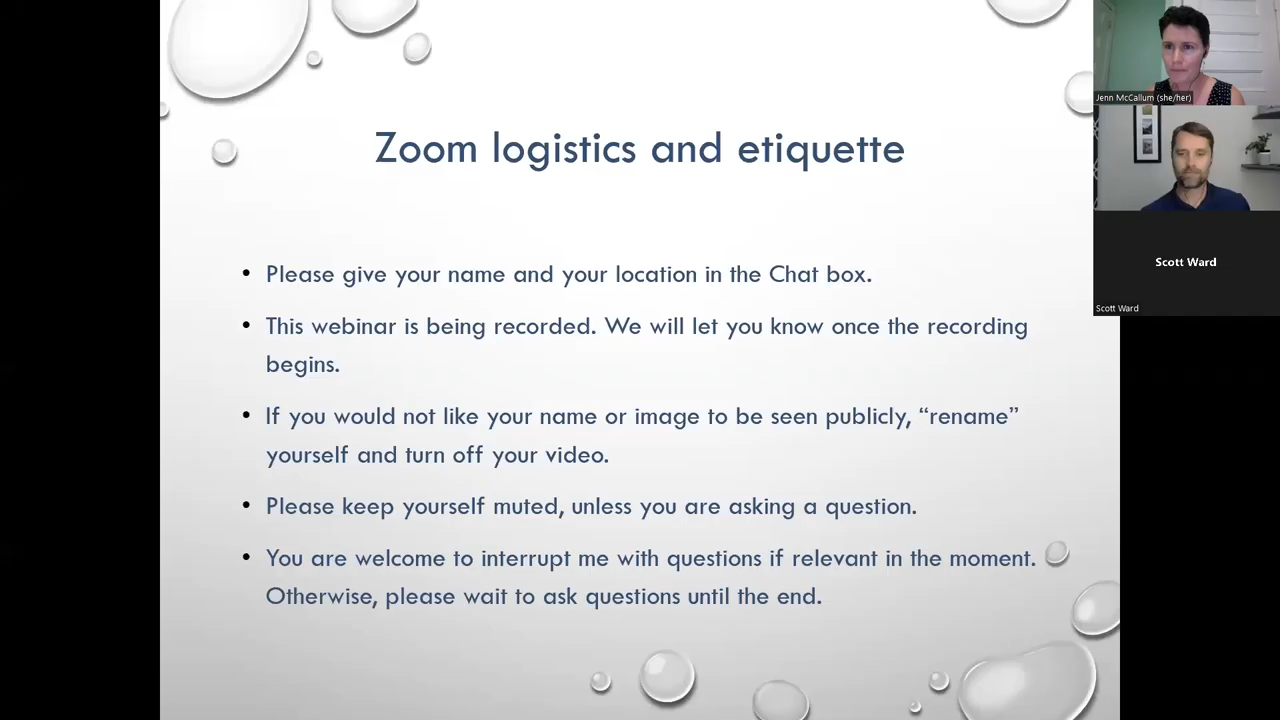 Zoom logistics and etiquette
• Please give your name and your location in the Chat box.
• This webinar is being recorded. We will let you know once the recording
begins.
• If you would not like your name or image to be seen publicly, “rename”
yourself and turn off your video.
• Please keep yourself muted, unless you are asking a question.
• You are welcome to interrupt me with questions if relevant in the moment.
Otherwise, please wait to ask questions until the end.
Jenn McCallum (she/her)
Scott Ward
Scott Ward